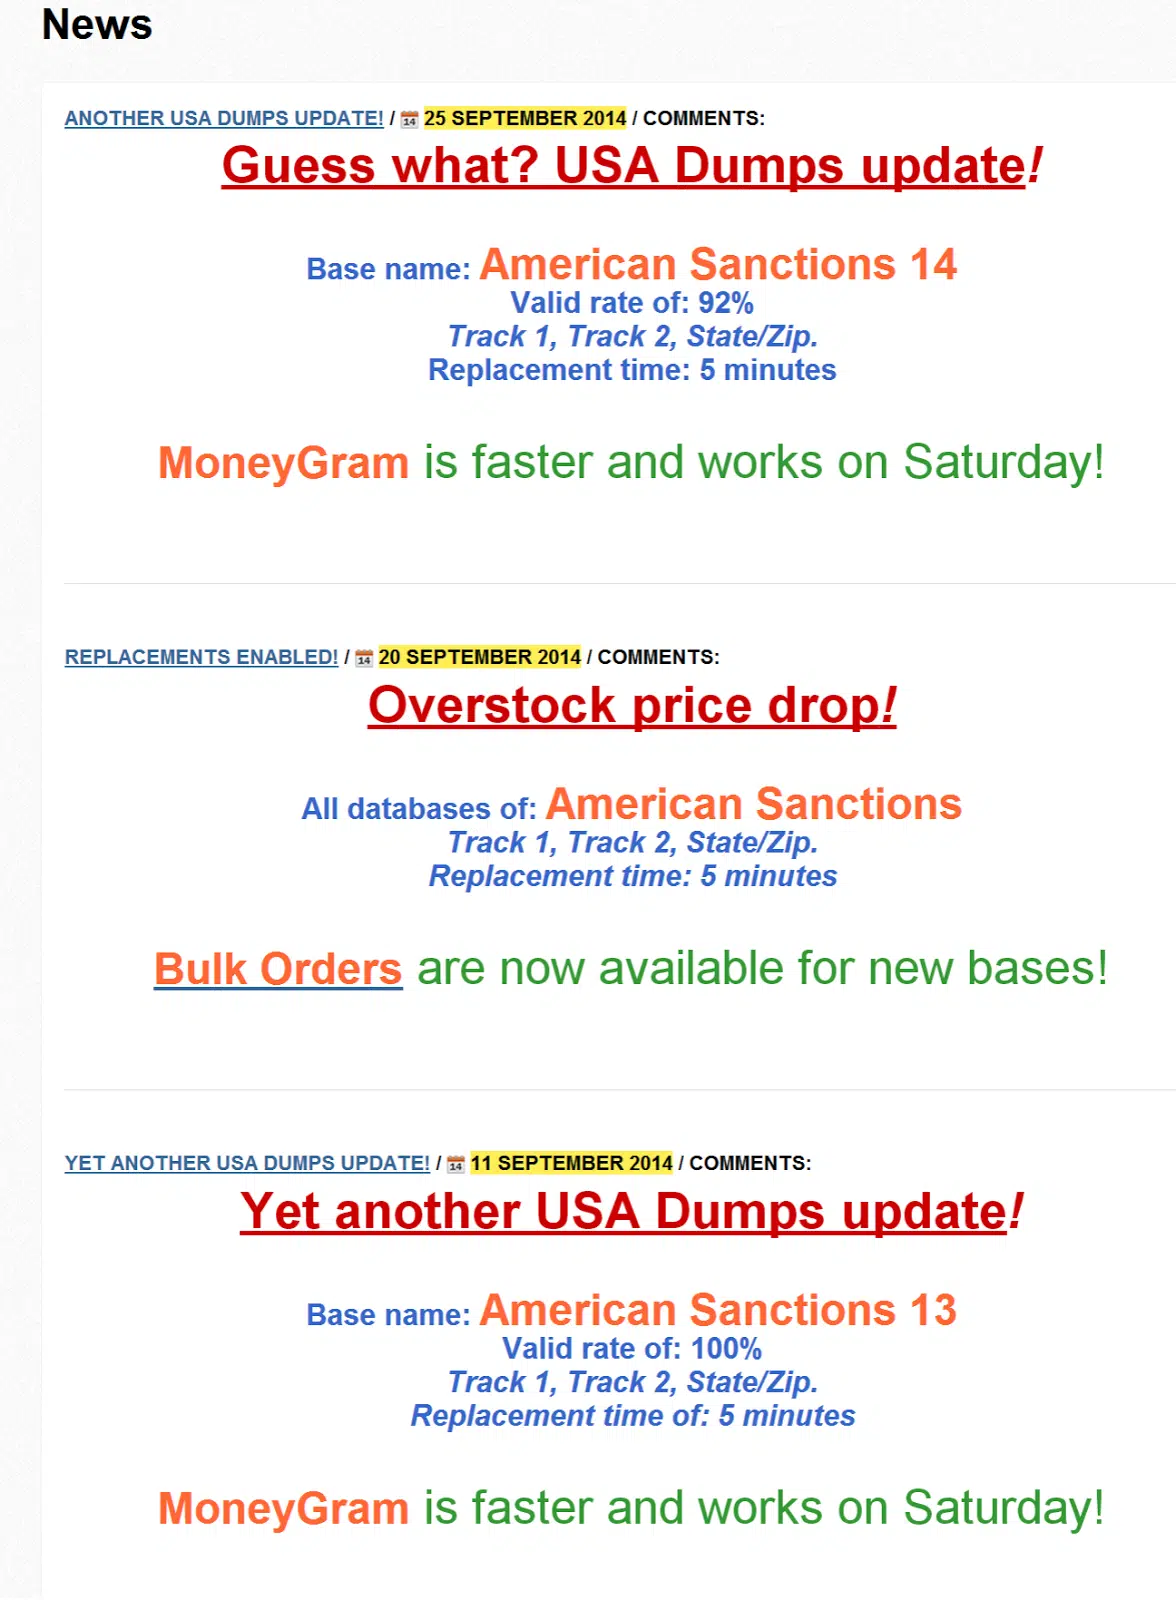 News
ANOTHER USA DUMPS UPDATE! / 14 25 SEPTEMBER 2014 / COMMENTS:
Guess what? USA Dumps update!
Base name: American Sanctions 14
Valid rate of: 92%
Track 1, Track 2, State/Zip.
Replacement time: 5 minutes
MoneyGram is faster and works on Saturday!
REPLACEMENTS ENABLED! / 14 20 SEPTEMBER 2014 / COMMENTS:
Overstock price drop!
All databases of: American Sanctions
Track 1, Track 2, State/Zip.
Replacement time: 5 minutes
Bulk Orders are now available for new bases!
YET ANOTHER USA DUMPS UPDATE! / 14 11 SEPTEMBER 2014 / COMMENTS:
Yet another USA Dumps update!
Base name: American Sanctions 13
Valid rate of: 100%
Track 1, Track 2, State/Zip.
Replacement time of: 5 minutes
MoneyGram is faster and works on Saturday!